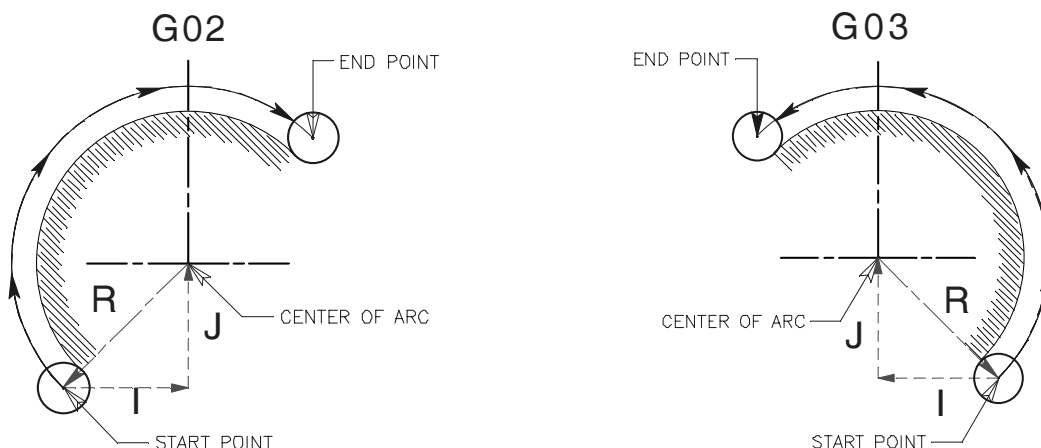 G02
G03
END POINT
END POINT
R
J
CENTER OF ARC
I
START POINT
R
J
CENTER OF ARC
I
START POINT